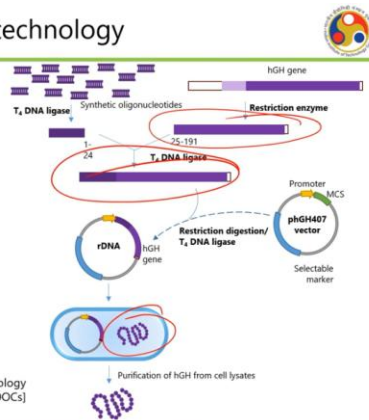 technology
hGH gene
T₄ DNA ligase
Synthetic oligonucleotides
Restriction enzyme
1-
24
25-191
T₄ DNA ligase
Promoter
MCS
phGH407
vector
rDNA
hGH
gene
Restriction digestion/
T₄ DNA ligase
Selectable
marker
Purification of hGH from cell lysates
ology
OOCs]